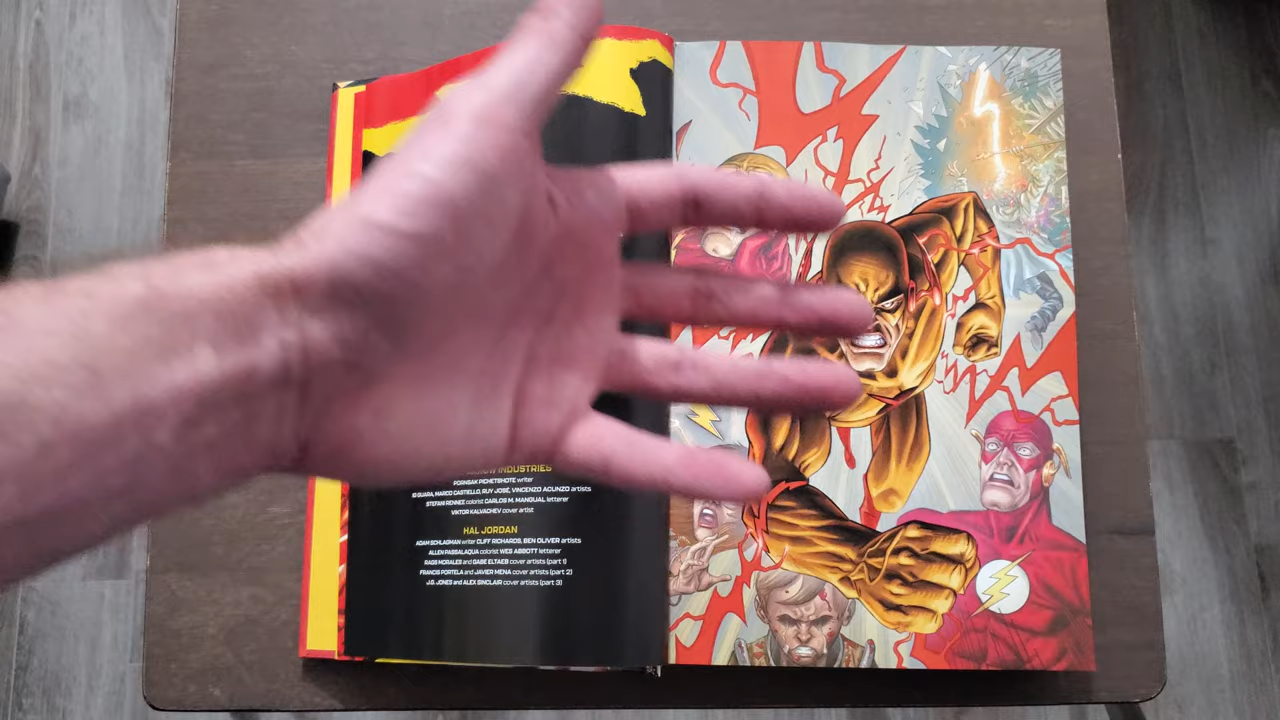 INDUSTRIES
PORNSAK PICHETSHOTE writer
IG GUARA, MARCO CASTIELLO, RUY JOSÉ, VINCENZO ACUNZO artists
STEFANI RENNEE colorist CARLOS M. MANGUAL letterer
VIKTOR KALVACHEV cover artist
HAL JORDAN
ADAM SCHLAGMAN writer CLIFF RICHARDS, BEN OLIVER artists
ALLEN PASSALAQUA colorist WES ABBOTT letterer
RAGS MORALES and GABE ELTAEB cover artists (part 1)
FRANCIS PORTELA and JAVIER MENA cover artists (part 2)
J.G. JONES and ALEX SINCLAIR cover artists (part 3)